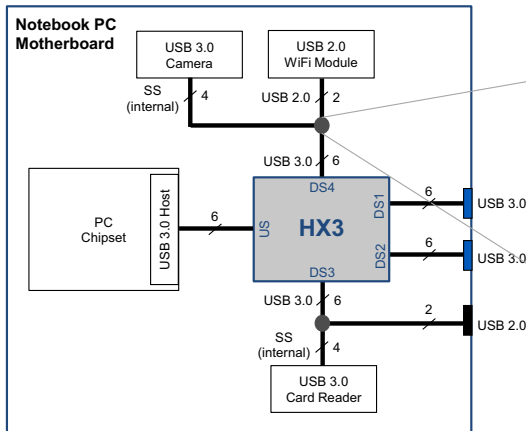 Notebook PC
Motherboard
USB 3.0
Camera
USB 2.0
WiFi Module
SS
(internal)
4
USB 2.0
2
USB 3.0
6
DS4
PC
Chipset
USB 3.0 Host
6
US
HX3
DS1
6
USB 3.0
DS2
6
USB 3.0
DS3
USB 3.0
6
2
USB 2.0
SS
(internal)
4
USB 3.0
Card Reader